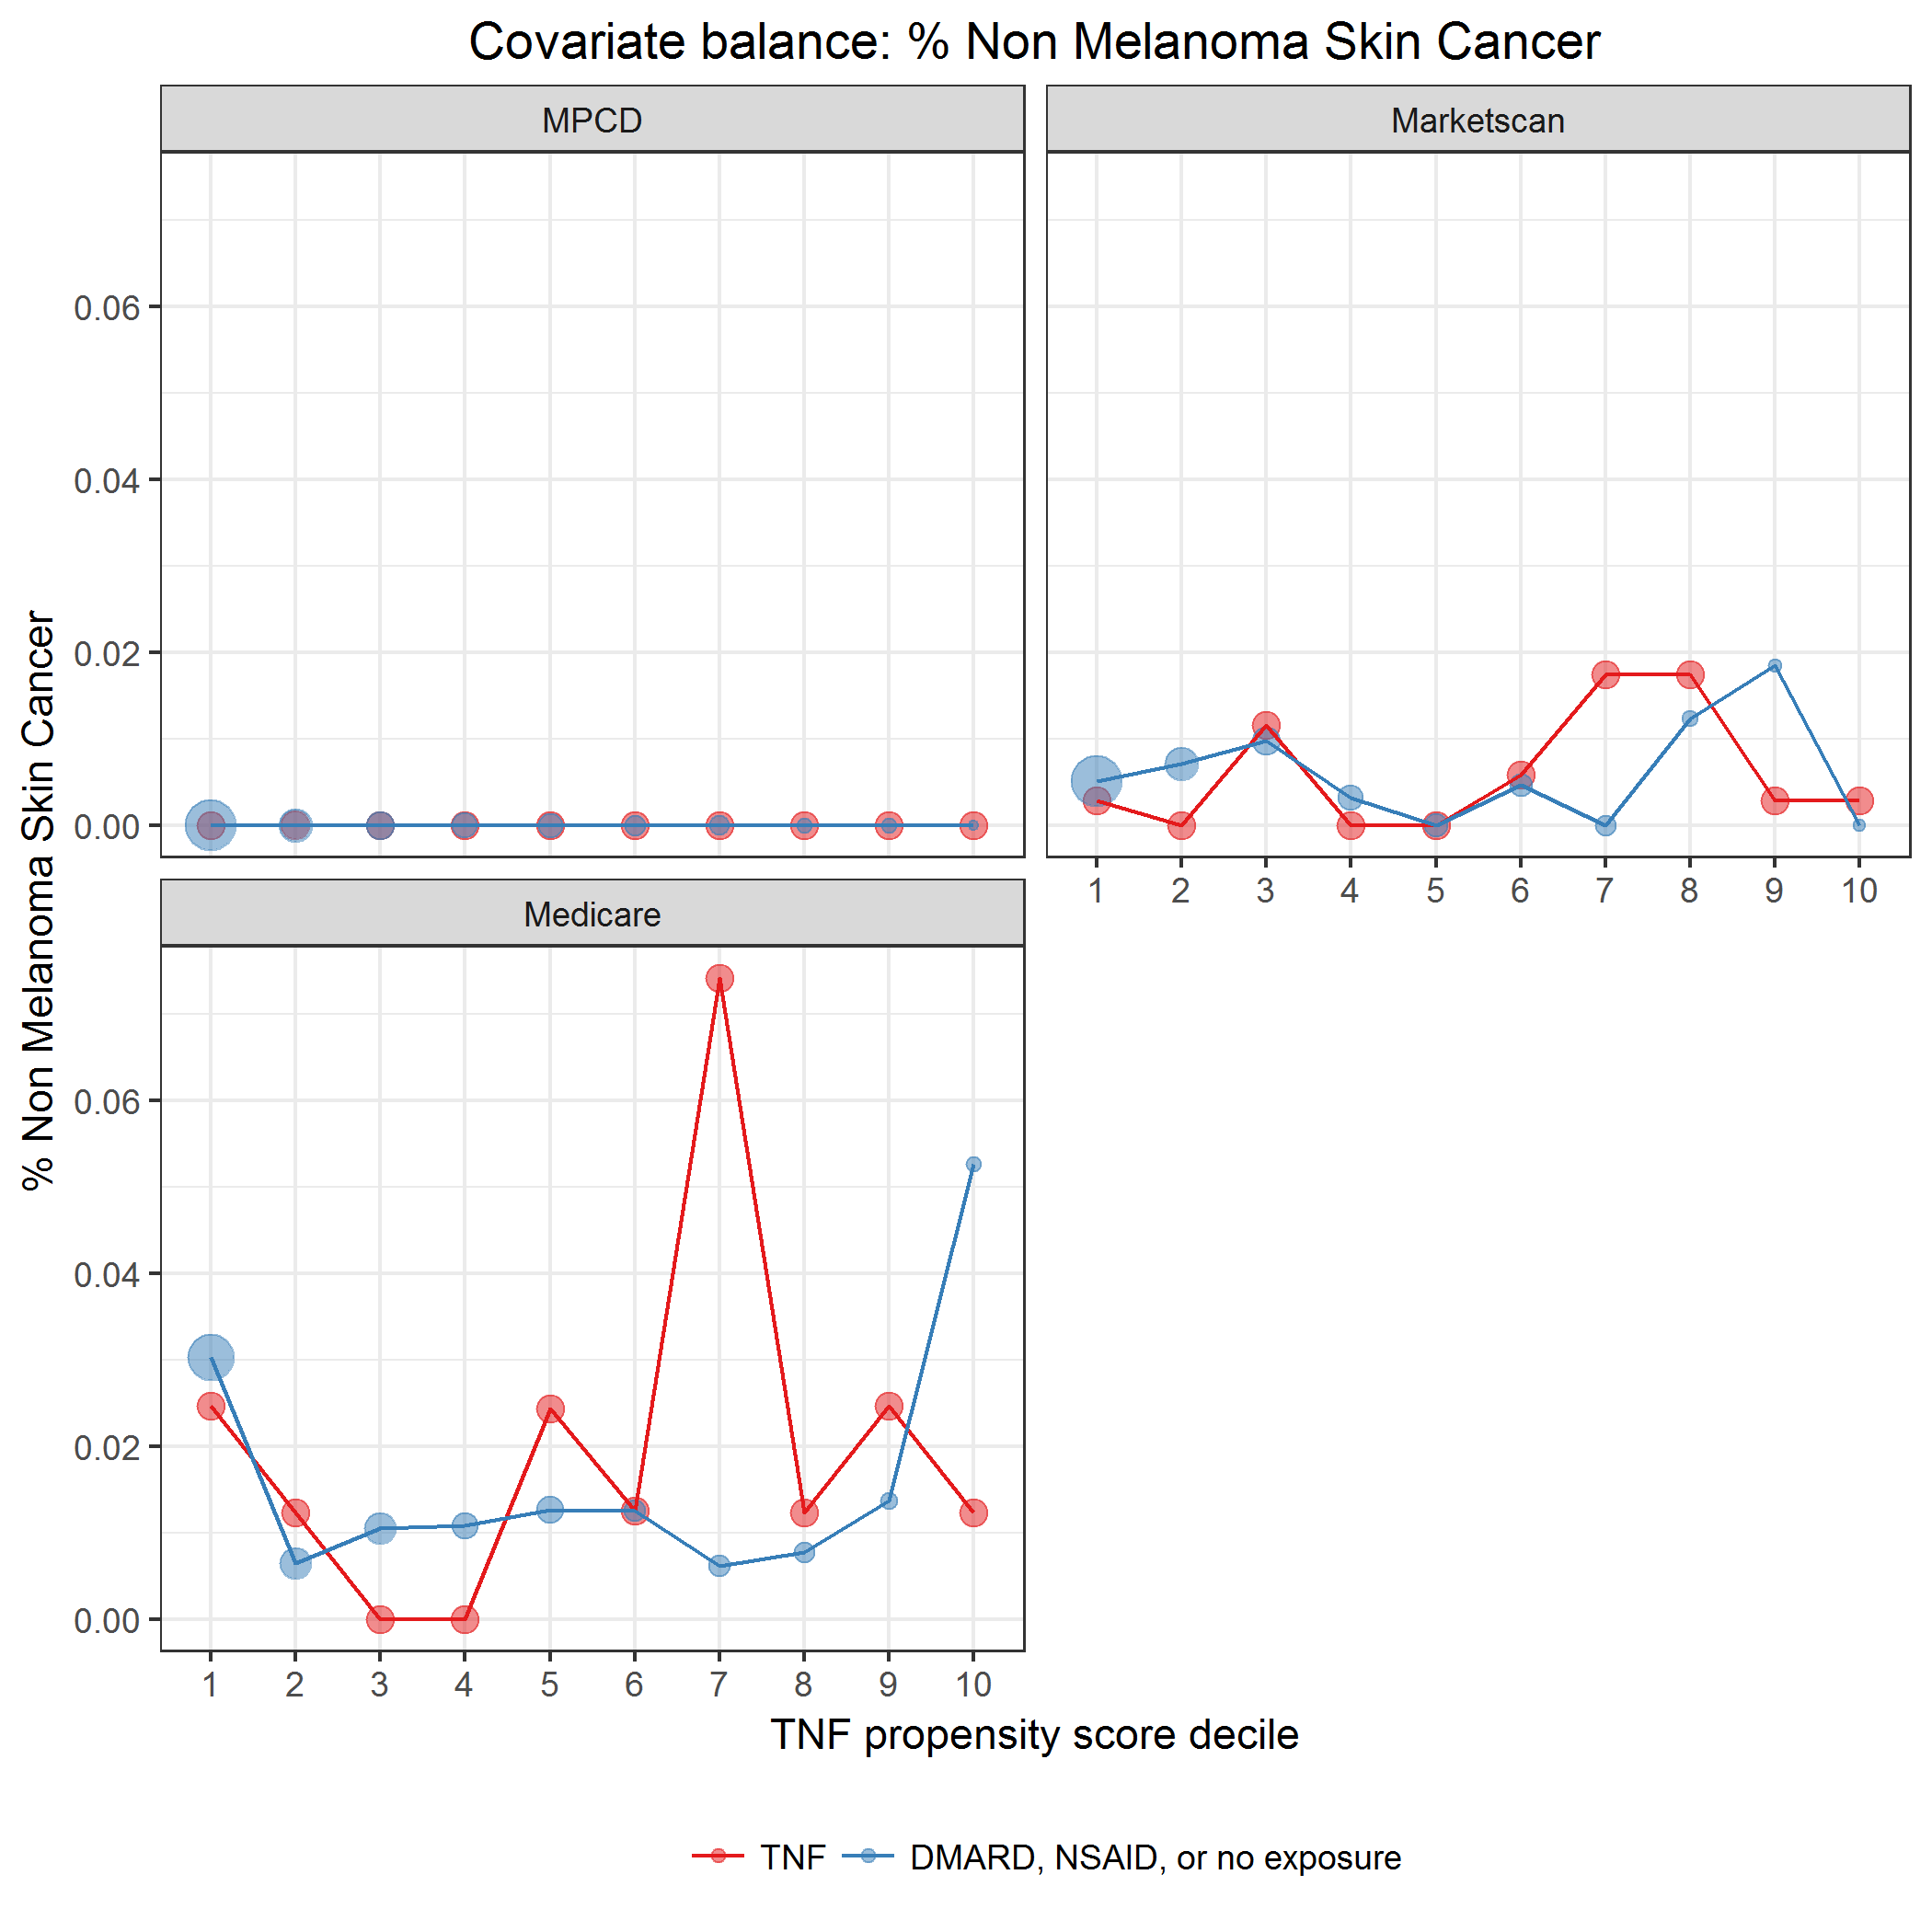 Covariate balance: % Non Melanoma Skin Cancer
MPCD
Marketscan
0.06
0.04
0.02
0.00
1 2 3 4 5 6 7 8 9 10
Medicare
0.06
0.04
0.02
0.00
1 2 3 4 5 6 7 8 9 10
% Non Melanoma Skin Cancer
TNF propensity score decile
TNF DMARD, NSAID, or no exposure